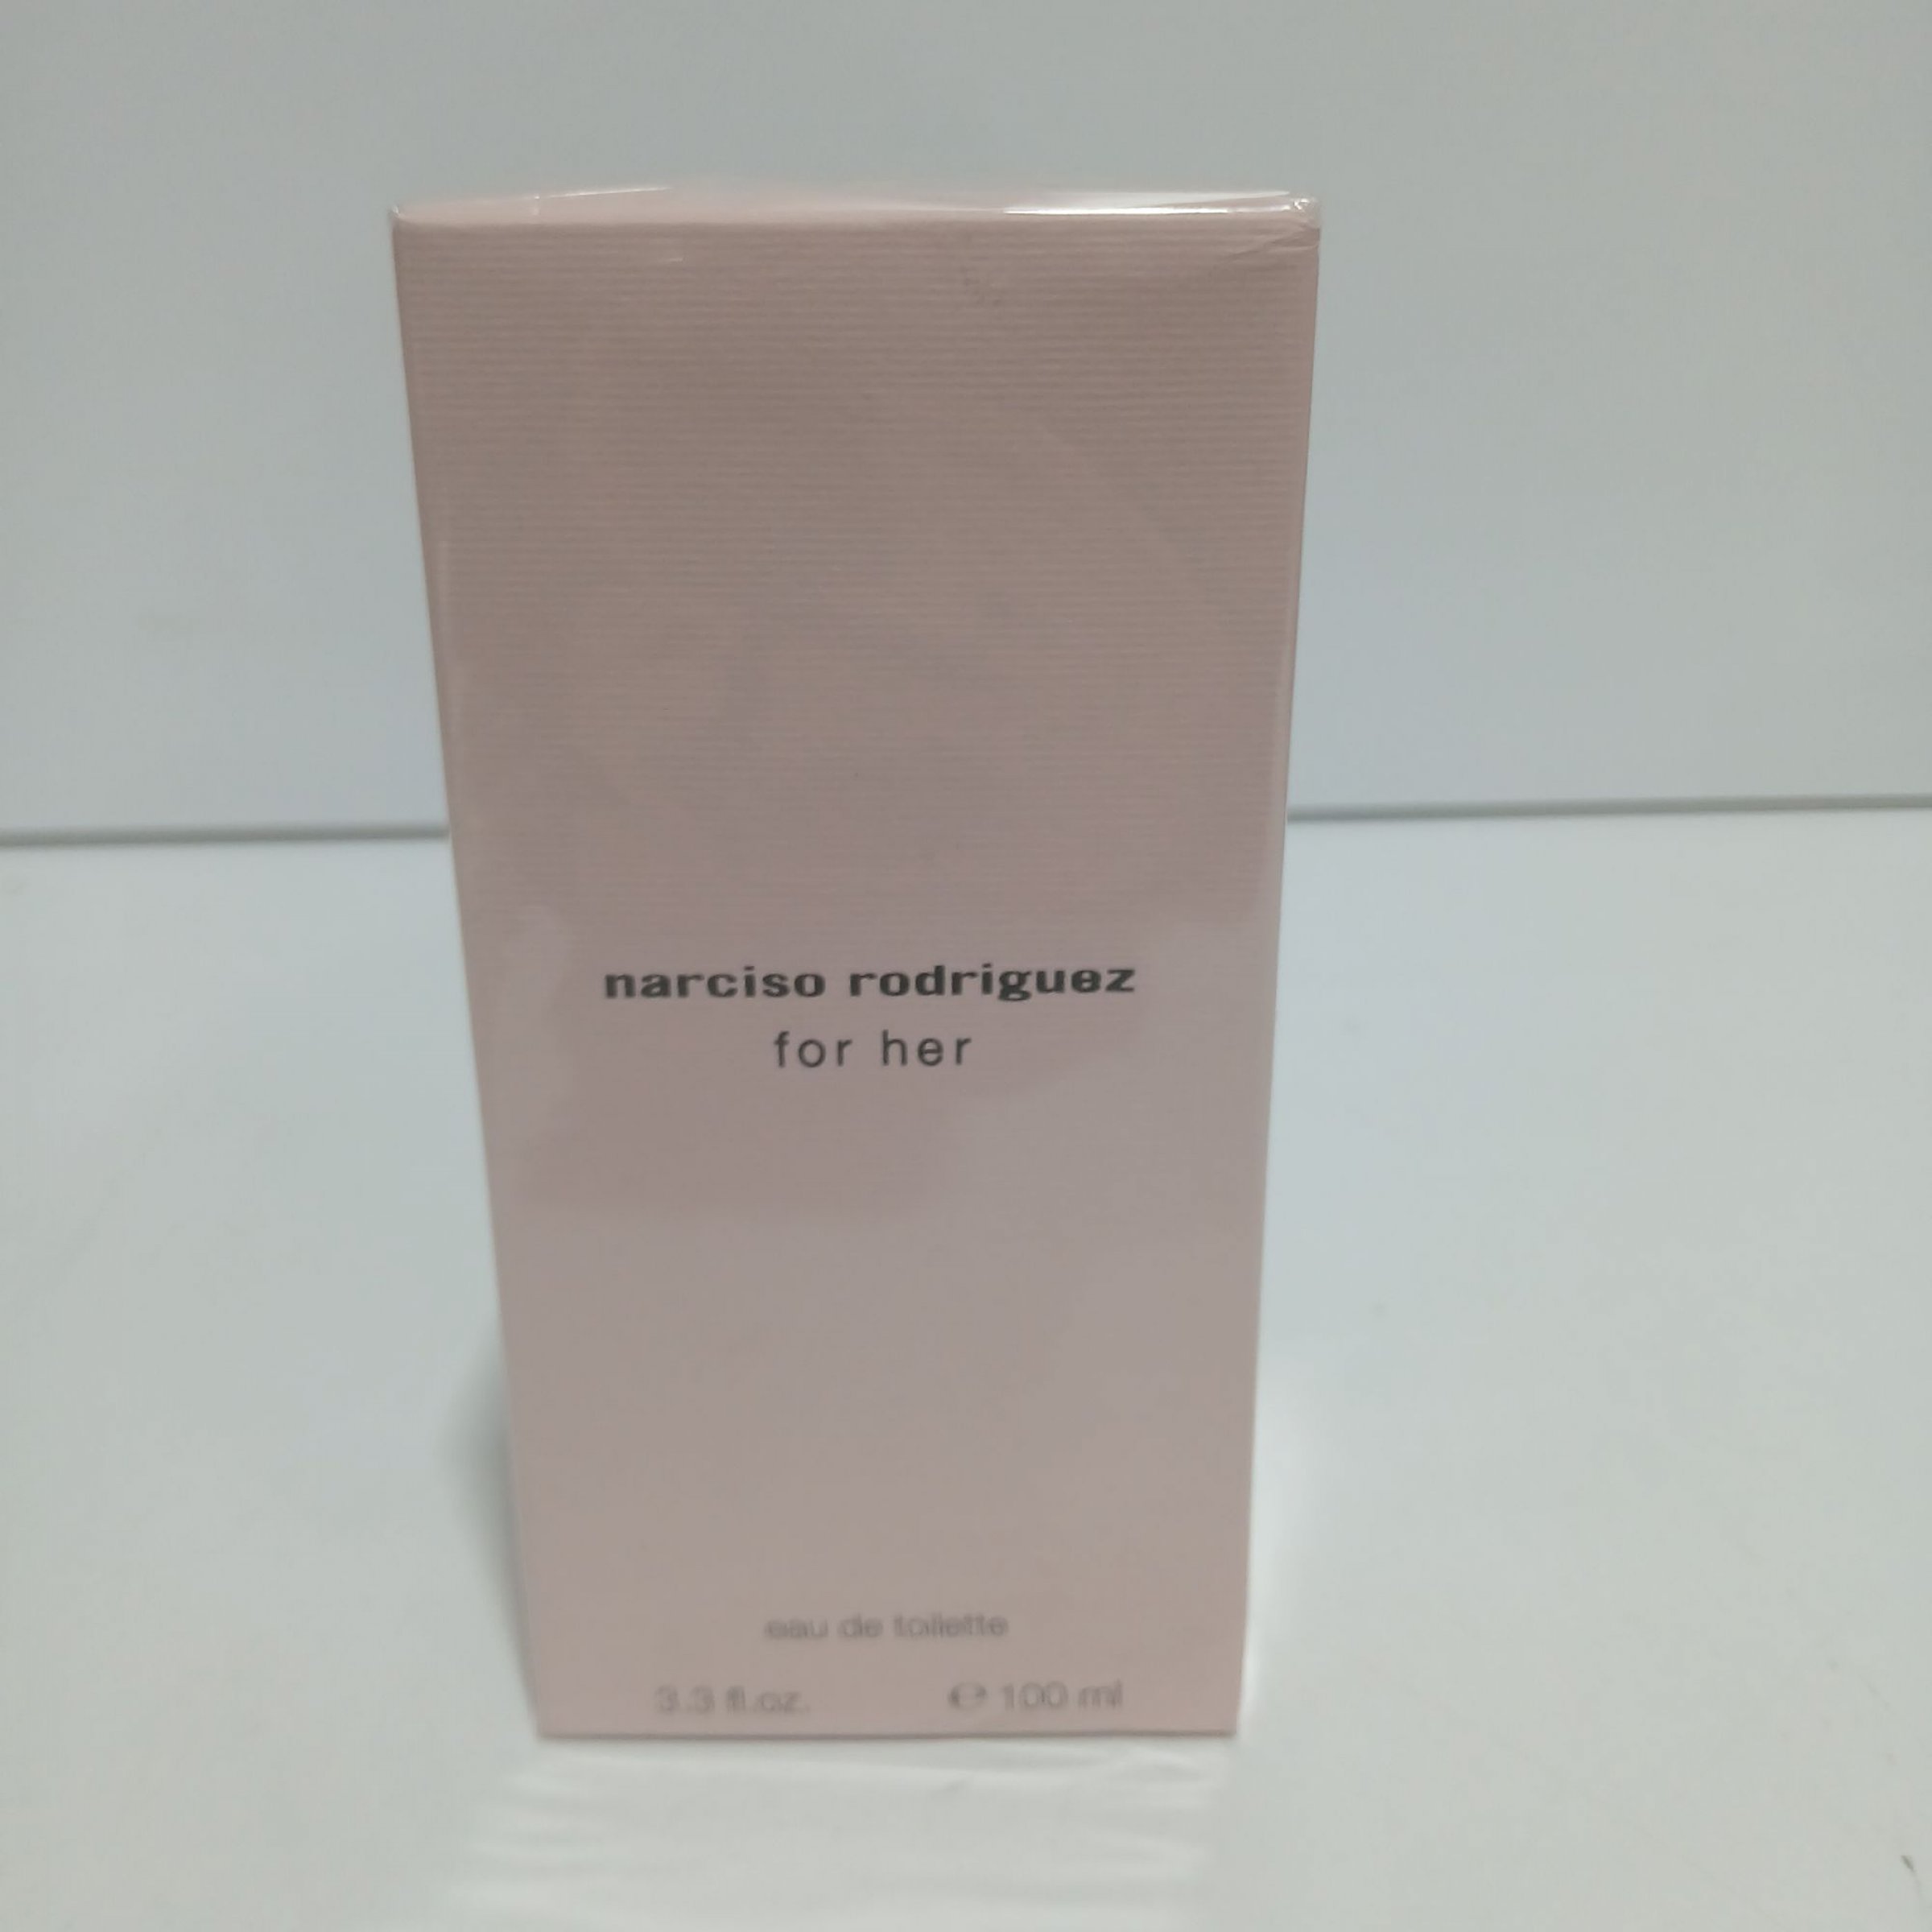 narciso rodriguez
for her
eau de toilette
3.3 fl.oz. ℮ 100 ml